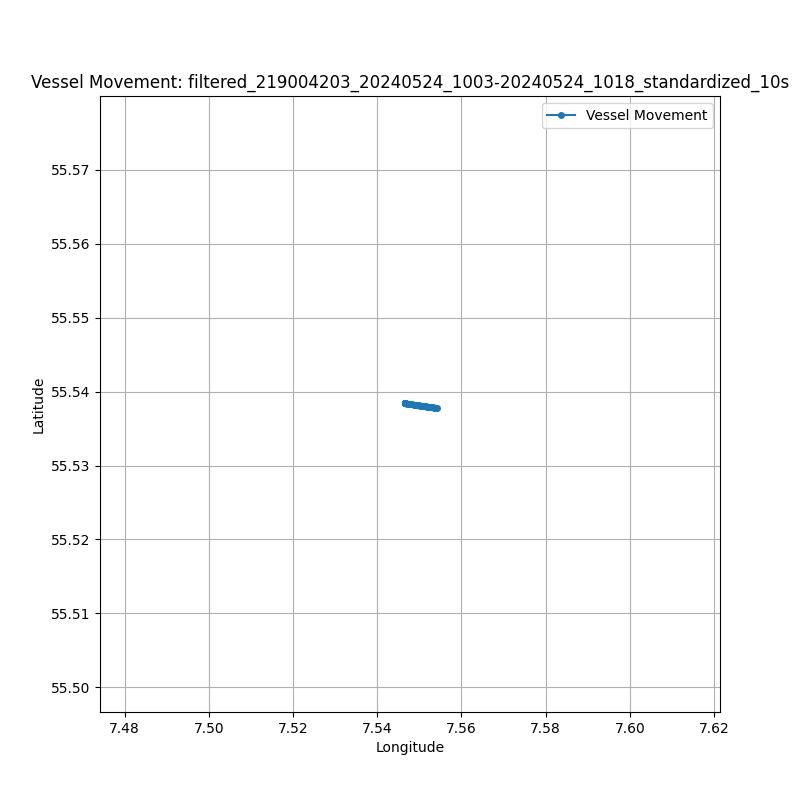 Vessel Movement: filtered_219004203_20240524_1003-20240524_1018_standardized_10s
Vessel Movement
55.57
55.56
55.55
55.54
55.53
55.52
55.51
55.50
Latitude
7.48 7.50 7.52 7.54 7.56 7.58 7.60 7.62
Longitude